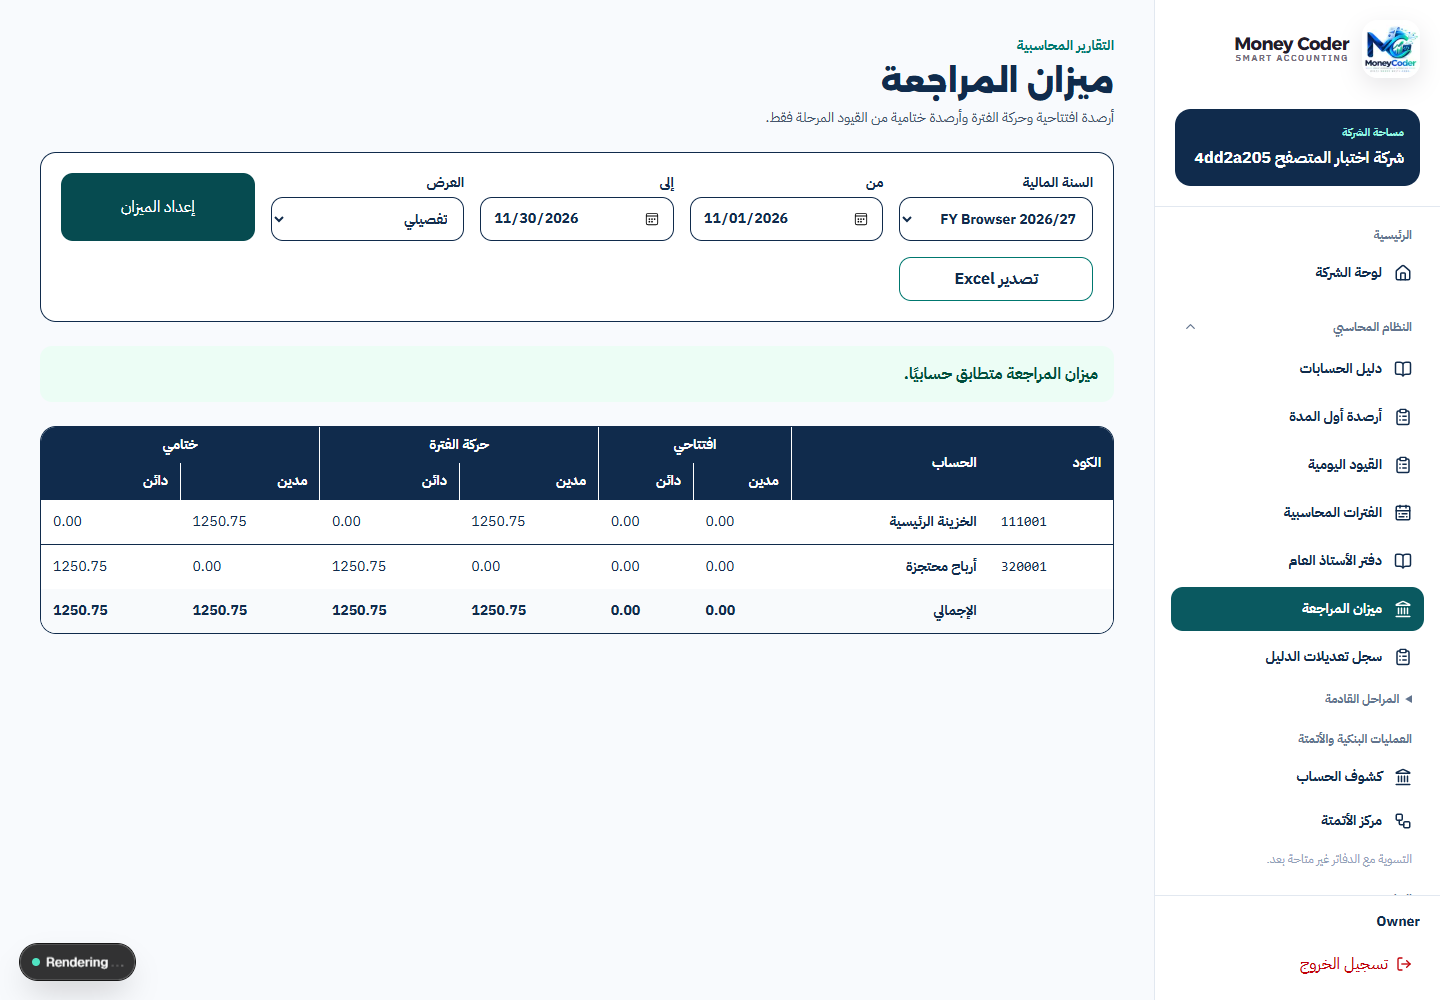 Money Coder
SMART ACCOUNTING
MoneyCoder
مساحة الشركة
شركة اختبار المتصفح 4dd2a205
الرئيسية
لوحة الشركة
النظام المحاسبي
دليل الحسابات
أرصدة أول المدة
القيود اليومية
الفترات المحاسبية
دفتر الأستاذ العام
ميزان المراجعة
سجل تعديلات الدليل
المراحل القادمة
العمليات البنكية والأتمتة
كشوف الحساب
مركز الأتمتة
التسوية مع الدفاتر غير متاحة بعد.
Owner
تسجيل الخروج
التقارير المحاسبية
ميزان المراجعة
أرصدة افتتاحية وحركة الفترة وأرصدة ختامية من القيود المرحلة فقط.
السنة المالية من إلى العرض
FY Browser 2026/27 11/01/2026 11/30/2026 تفصيلي إعداد الميزان
تصدير Excel
ميزان المراجعة متطابق حسابيًا.
الكود الحساب افتتاحي حركة الفترة ختامي
مدين دائن مدين دائن مدين دائن
111001 الخزينة الرئيسية 0.00 0.00 1250.75 0.00 1250.75 0.00
320001 أرباح محتجزة 0.00 0.00 0.00 1250.75 0.00 1250.75
الإجمالي 0.00 0.00 1250.75 1250.75 1250.75 1250.75
Rendering ...